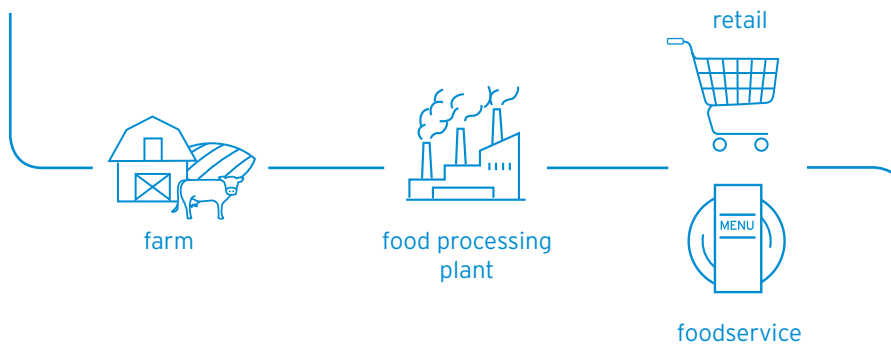 retail
MENU
farm
food processing
plant
foodservice